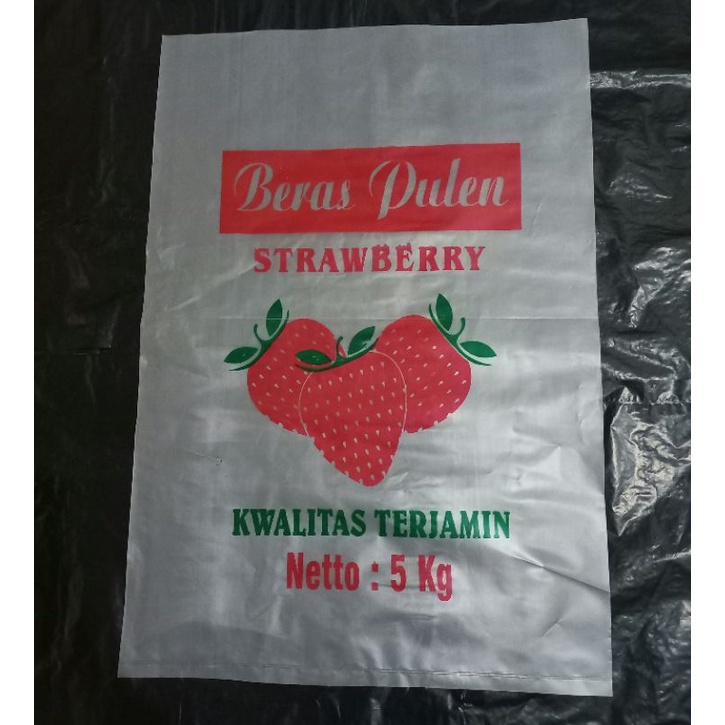 Beras Pulen
STRAWBERRY
KWALITAS TERJAMIN
Netto : 5 Kg